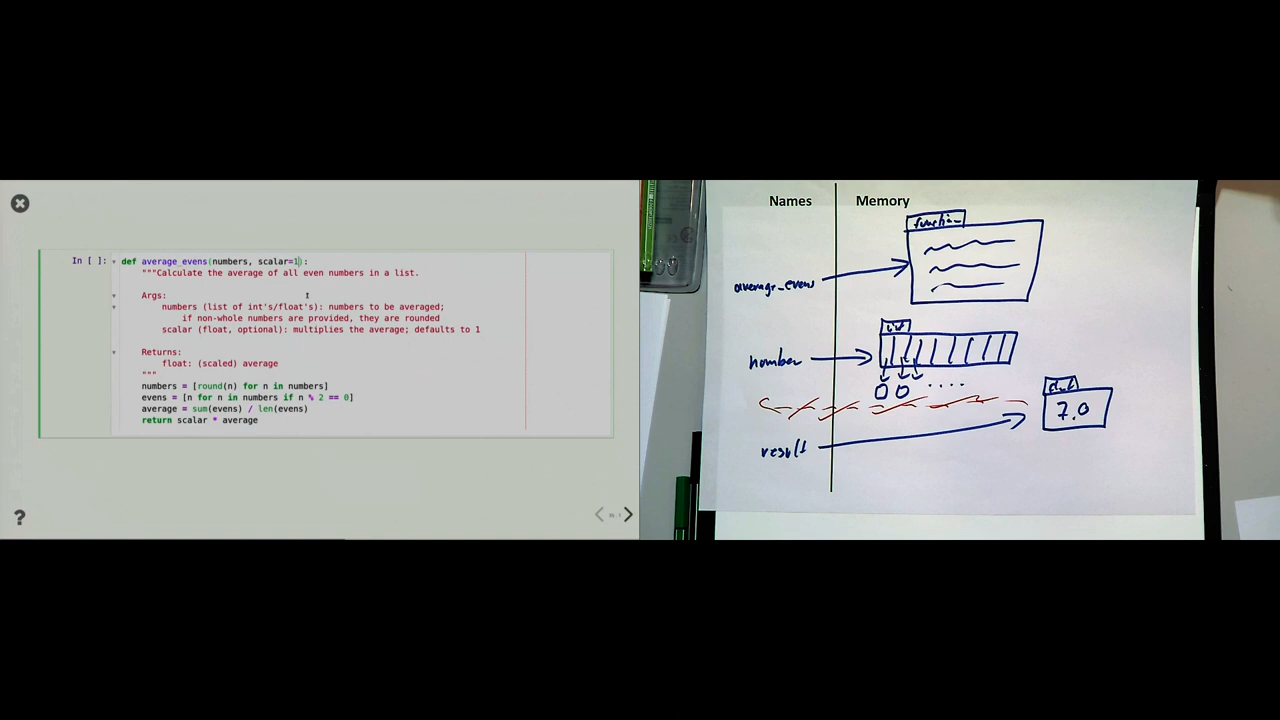 In [ ]: def average_evens(numbers, scalar=1):
"""Calculate the average of all even numbers in a list.
Args:
numbers (list of int's/float's): numbers to be averaged;
if non-whole numbers are provided, they are rounded
scalar (float, optional): multiplies the average; defaults to 1
Returns:
float: (scaled) average
"""
numbers = [round(n) for n in numbers]
evens = [n for n in numbers if n % 2 == 0]
average = sum(evens) / len(evens)
return scalar * average
?
Names Memory
function
average_evens
list
number
float
7.0
result